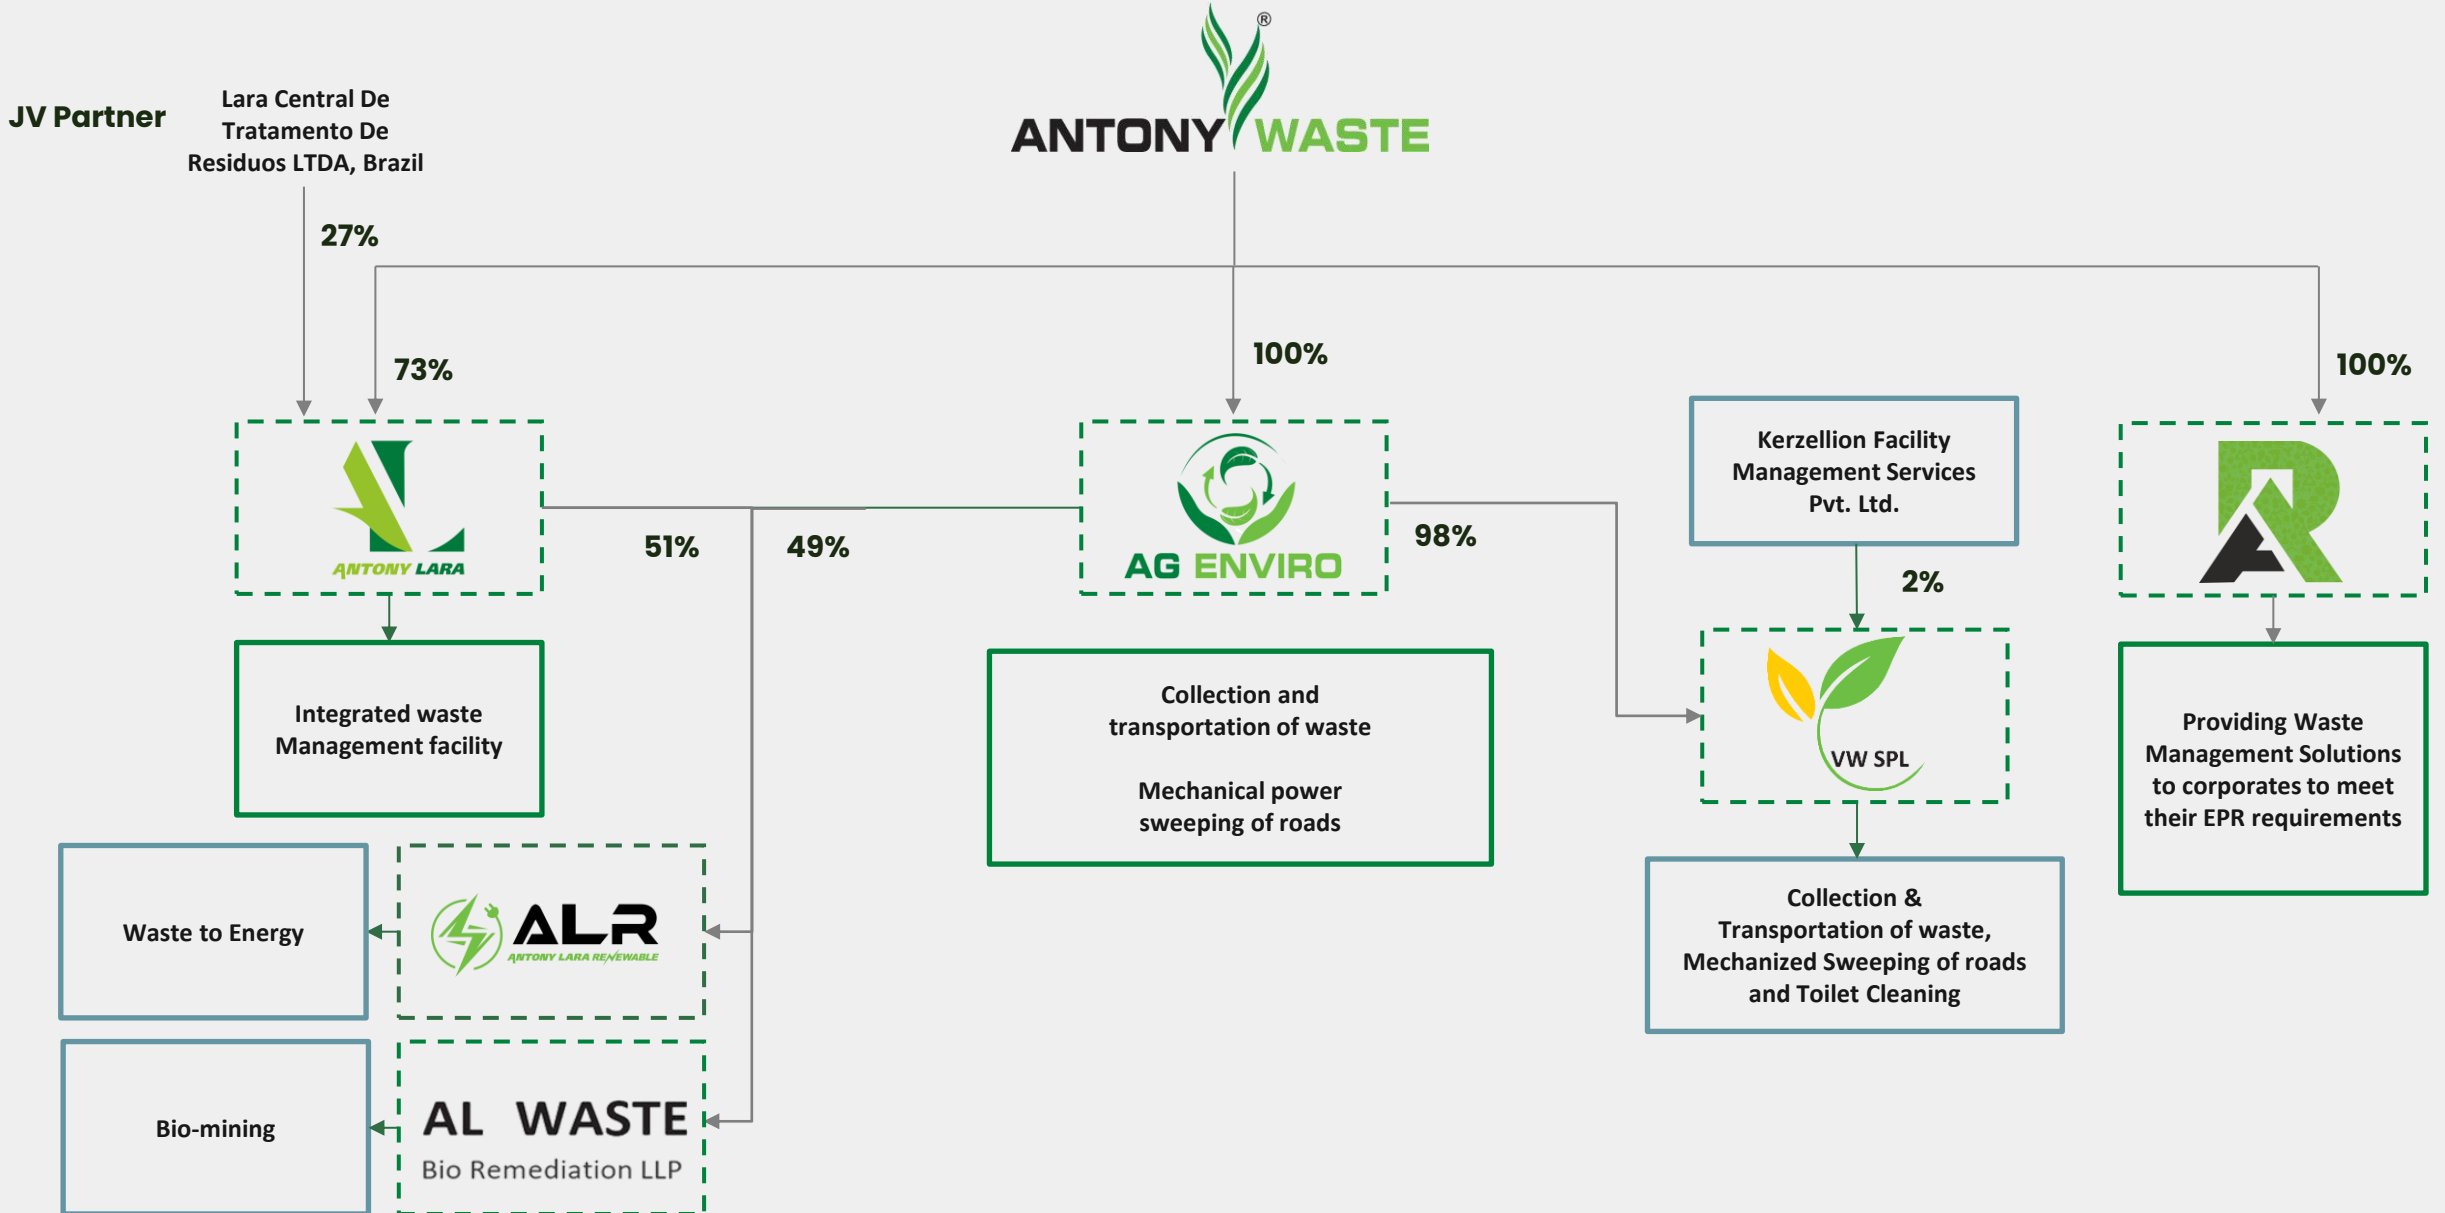 ®
ANTONY WASTE
JV Partner
Lara Central De
Tratamento De
Residuos LTDA, Brazil
27%
73%
100%
100%
ANTONY LARA
51%
49%
AG ENVIRO
98%
Kerzellion Facility
Management Services
Pvt. Ltd.
2%
AR
Integrated waste
Management facility
Collection and
transportation of waste
Mechanical power
sweeping of roads
VW SPL
Providing Waste
Management Solutions
to corporates to meet
their EPR requirements
Waste to Energy
ALR
ANTONY LARA RENEWABLE
Collection &
Transportation of waste,
Mechanized Sweeping of roads
and Toilet Cleaning
Bio-mining
AL WASTE
Bio Remediation LLP